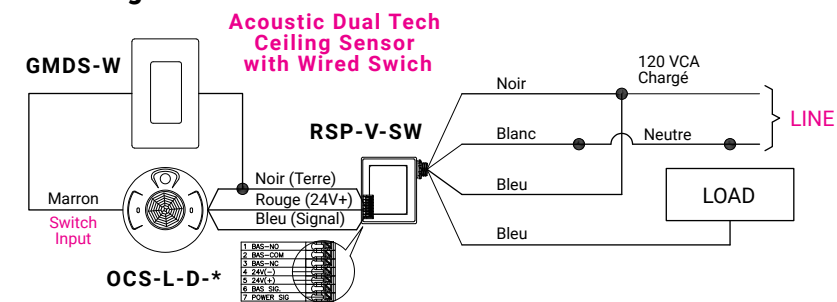 Acoustic Dual Tech
Ceiling Sensor
with Wired Swich
GMDS-W
RSP-V-SW
Noir
120 VCA
Chargé
LINE
Blanc
Neutre
Noir (Terre)
Rouge (24V+)
Bleu (Signal)
Bleu
LOAD
Marron
Switch
Input
Bleu
OCS-L-D-*
1 BAS-NO
2 BAS-COM
3 BAS-NC
4 24V(-)
5 24V(+)
6 BAS SIG.
7 POWER SIG